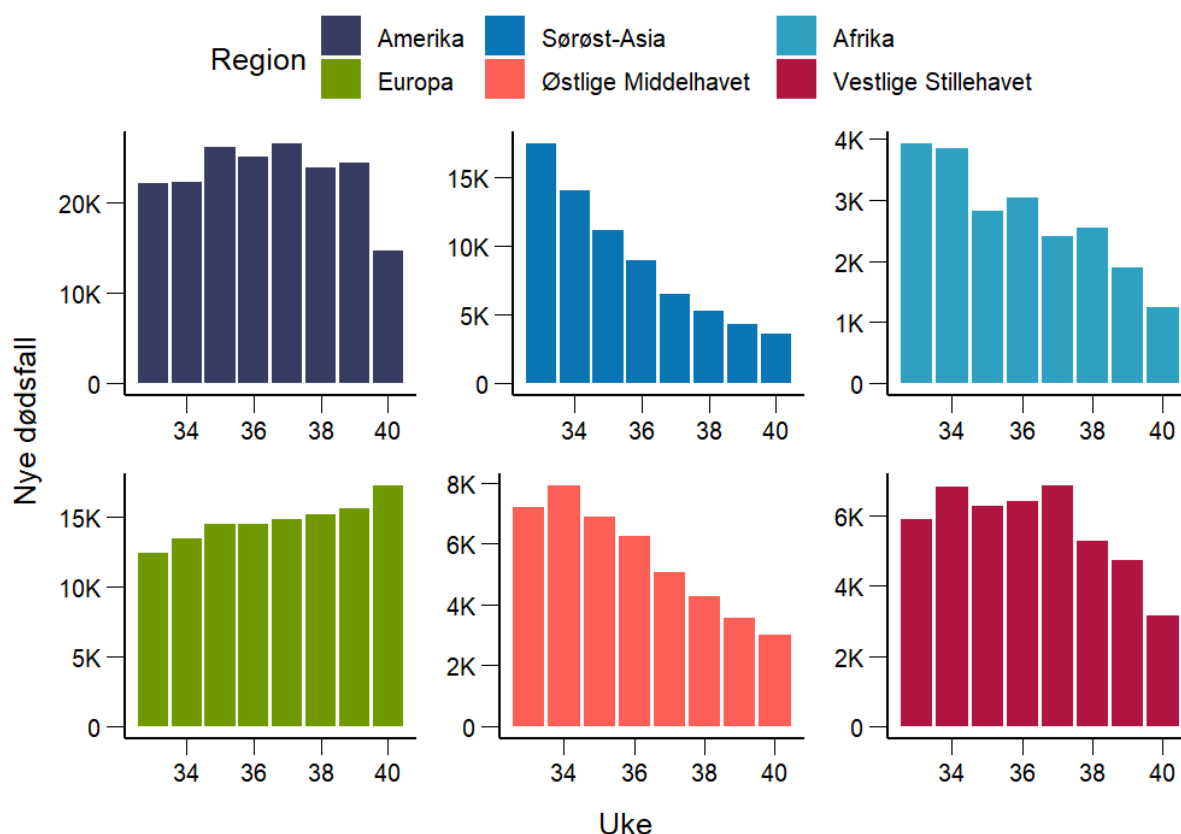 Region
Amerika
Sørøst-Asia
Afrika
Europa
Østlige Middelhavet
Vestlige Stillehavet
Nye dødsfall
20K
10K
0
34 36 38 40
15K
10K
5K
0
34 36 38 40
4K
3K
2K
1K
0
34 36 38 40
15K
10K
5K
0
34 36 38 40
8K
6K
4K
2K
0
34 36 38 40
6K
4K
2K
0
34 36 38 40
Uke